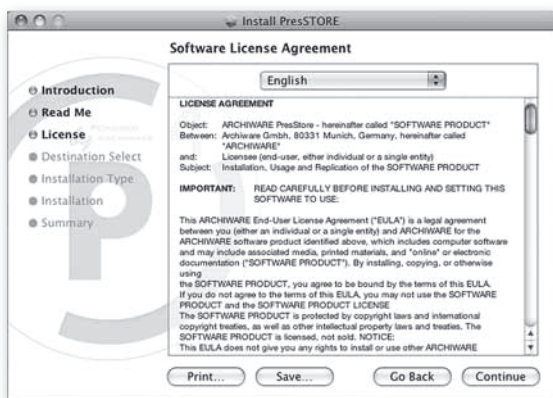 Install PresSTORE
Software License Agreement
Introduction
Read Me
License
Destination Select
Installation Type
Installation
Summary
English
LICENSE AGREEMENT
Object: ARCHIWARE PresStore - hereinafter called "SOFTWARE PRODUCT"
Between: Archiware Gmbh, 80331 Munich, Germany, hereinafter called
"ARCHIWARE"
and: Licensee (end-user, either individual or a single entity)
Subject: Installation, Usage and Replication of the SOFTWARE PRODUCT
IMPORTANT: READ CAREFULLY BEFORE INSTALLING AND SETTING THIS
SOFTWARE TO USE:
This ARCHIWARE End-User License Agreement ("EULA") is a legal agreement
between you (either an individual or a single entity) and ARCHIWARE for the
ARCHIWARE software product identified above, which includes computer software
and may include associated media, printed materials, and "online" or electronic
documentation ("SOFTWARE PRODUCT"). By installing, copying, or otherwise
using
the SOFTWARE PRODUCT, you agree to be bound by the terms of this EULA.
If you do not agree to the terms of this EULA, you may not use the SOFTWARE
PRODUCT and the SOFTWARE PRODUCT LICENSE
The SOFTWARE PRODUCT is protected by copyright laws and international
copyright treaties, as well as other intellectual property laws and treaties. The
SOFTWARE PRODUCT is licensed, not sold. NOTICE:
This EULA does not give you any rights to install or use other ARCHIWARE
Print...
Save...
Go Back
Continue